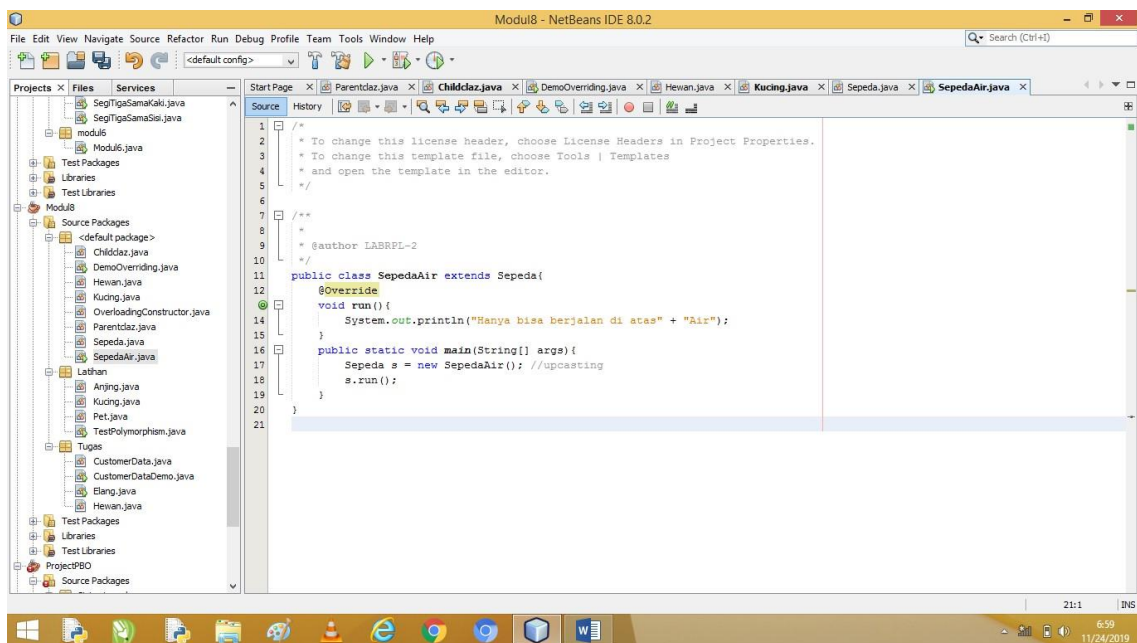 Modul8 - NetBeans IDE 8.0.2
File Edit View Navigate Source Refactor Run Debug Profile Team Tools Window Help
Search (Ctrl+I)
<default config>
Projects Files Services
Start Page Parentclaz.java Childclaz.java DemoOverriding.java Hewan.java Kucing.java Sepeda.java SepedaAir.java
Source History
SegiTigaSamaKaki.java
SegiTigaSamaSisi.java
modul6
Modul6.java
Test Packages
Libraries
Test Libraries
Modul8
Source Packages
<default package>
Childclaz.java
DemoOverriding.java
Hewan.java
Kucing.java
OverloadingConstructor.java
Parentclaz.java
Sepeda.java
SepedaAir.java
Latihan
Anjing.java
Kucing.java
Pet.java
TestPolymorphism.java
Tugas
CustomerData.java
CustomerDataDemo.java
Elang.java
Hewan.java
Test Packages
Libraries
Test Libraries
ProjectPBO
Source Packages
1 /*
2 * To change this license header, choose License Headers in Project Properties.
3 * To change this template file, choose Tools | Templates
4 * and open the template in the editor.
5 */
6
7 /**
8 *
9 * @author LABRPL-2
10 */
11 public class SepedaAir extends Sepeda{
12 @Override
void run(){
14 System.out.println("Hanya bisa berjalan di atas" + "Air");
15 }
16 public static void main(String[] args){
17 Sepeda s = new SepedaAir(); //upcasting
18 s.run();
19 }
20 }
21
21:1 INS
6:59
11/24/2019